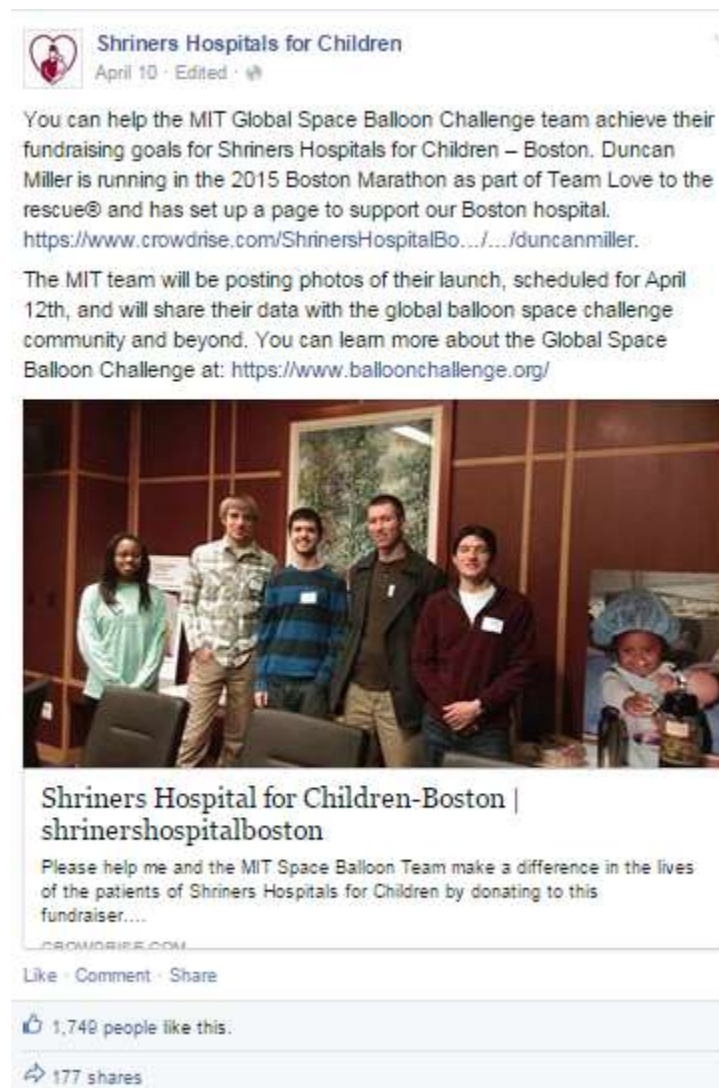 Shriners Hospitals for Children
April 10 · Edited ·
You can help the MIT Global Space Balloon Challenge team achieve their
fundraising goals for Shriners Hospitals for Children – Boston. Duncan
Miller is running in the 2015 Boston Marathon as part of Team Love to the
rescue® and has set up a page to support our Boston hospital.
https://www.crowdrise.com/ShrinersHospitalBo.../.../duncanmiller.
The MIT team will be posting photos of their launch, scheduled for April
12th, and will share their data with the global balloon space challenge
community and beyond. You can learn more about the Global Space
Balloon Challenge at: https://www.balloonchallenge.org/
Shriners Hospital for Children-Boston |
shrinershospitalboston
Please help me and the MIT Space Balloon Team make a difference in the lives
of the patients of Shriners Hospitals for Children by donating to this
fundraiser....
CROWDRISE.COM
Like · Comment · Share
1,749 people like this.
177 shares